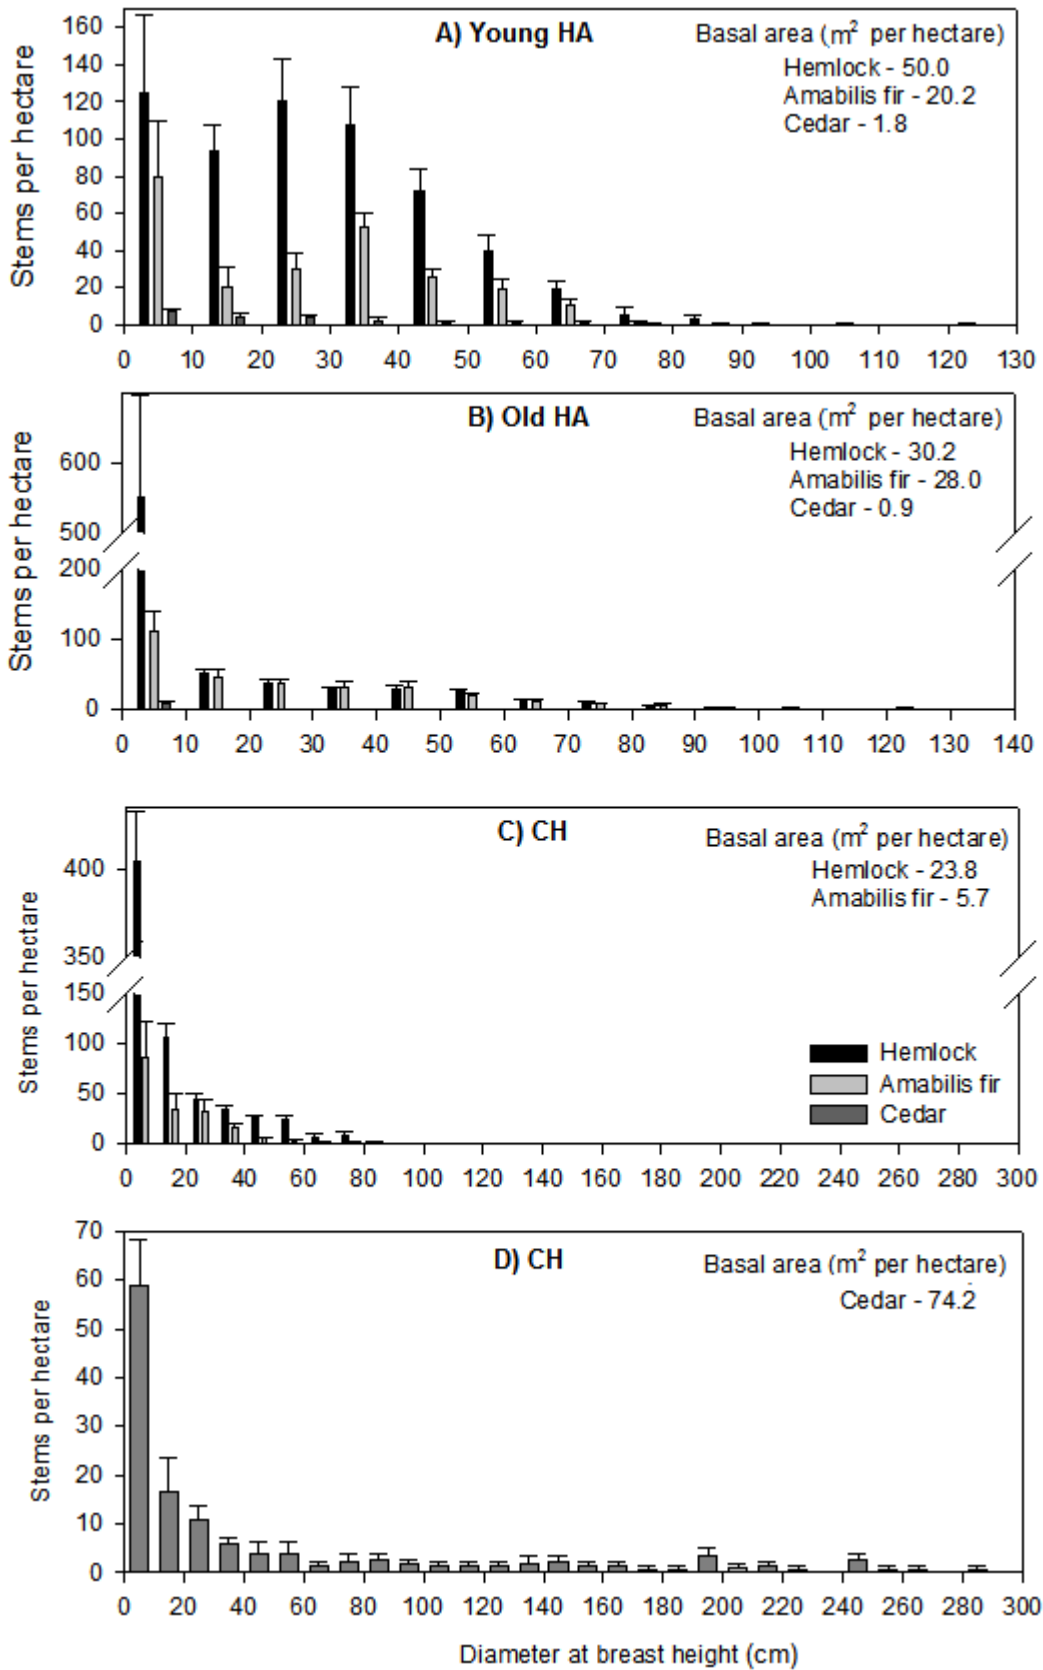 A) Young HA
Basal area (m² per hectare)
Hemlock - 50.0
Amabilis fir - 20.2
Cedar - 1.8
Stems per hectare
160
140
120
100
80
60
40
20
0
0 10 20 30 40 50 60 70 80 90 100 110 120 130
B) Old HA
Basal area (m² per hectare)
Hemlock - 30.2
Amabilis fir - 28.0
Cedar - 0.9
Stems per hectare
600
500
200
100
0
0 10 20 30 40 50 60 70 80 90 100 110 120 130 140
C) CH
Basal area (m² per hectare)
Hemlock - 23.8
Amabilis fir - 5.7
Stems per hectare
400
350
150
100
50
0
Hemlock
Amabilis fir
Cedar
0 20 40 60 80 100 120 140 160 180 200 220 240 260 280 300
D) CH
Basal area (m² per hectare)
Cedar - 74.2
Stems per hectare
70
60
50
40
30
20
10
0
0 20 40 60 80 100 120 140 160 180 200 220 240 260 280 300
Diameter at breast height (cm)